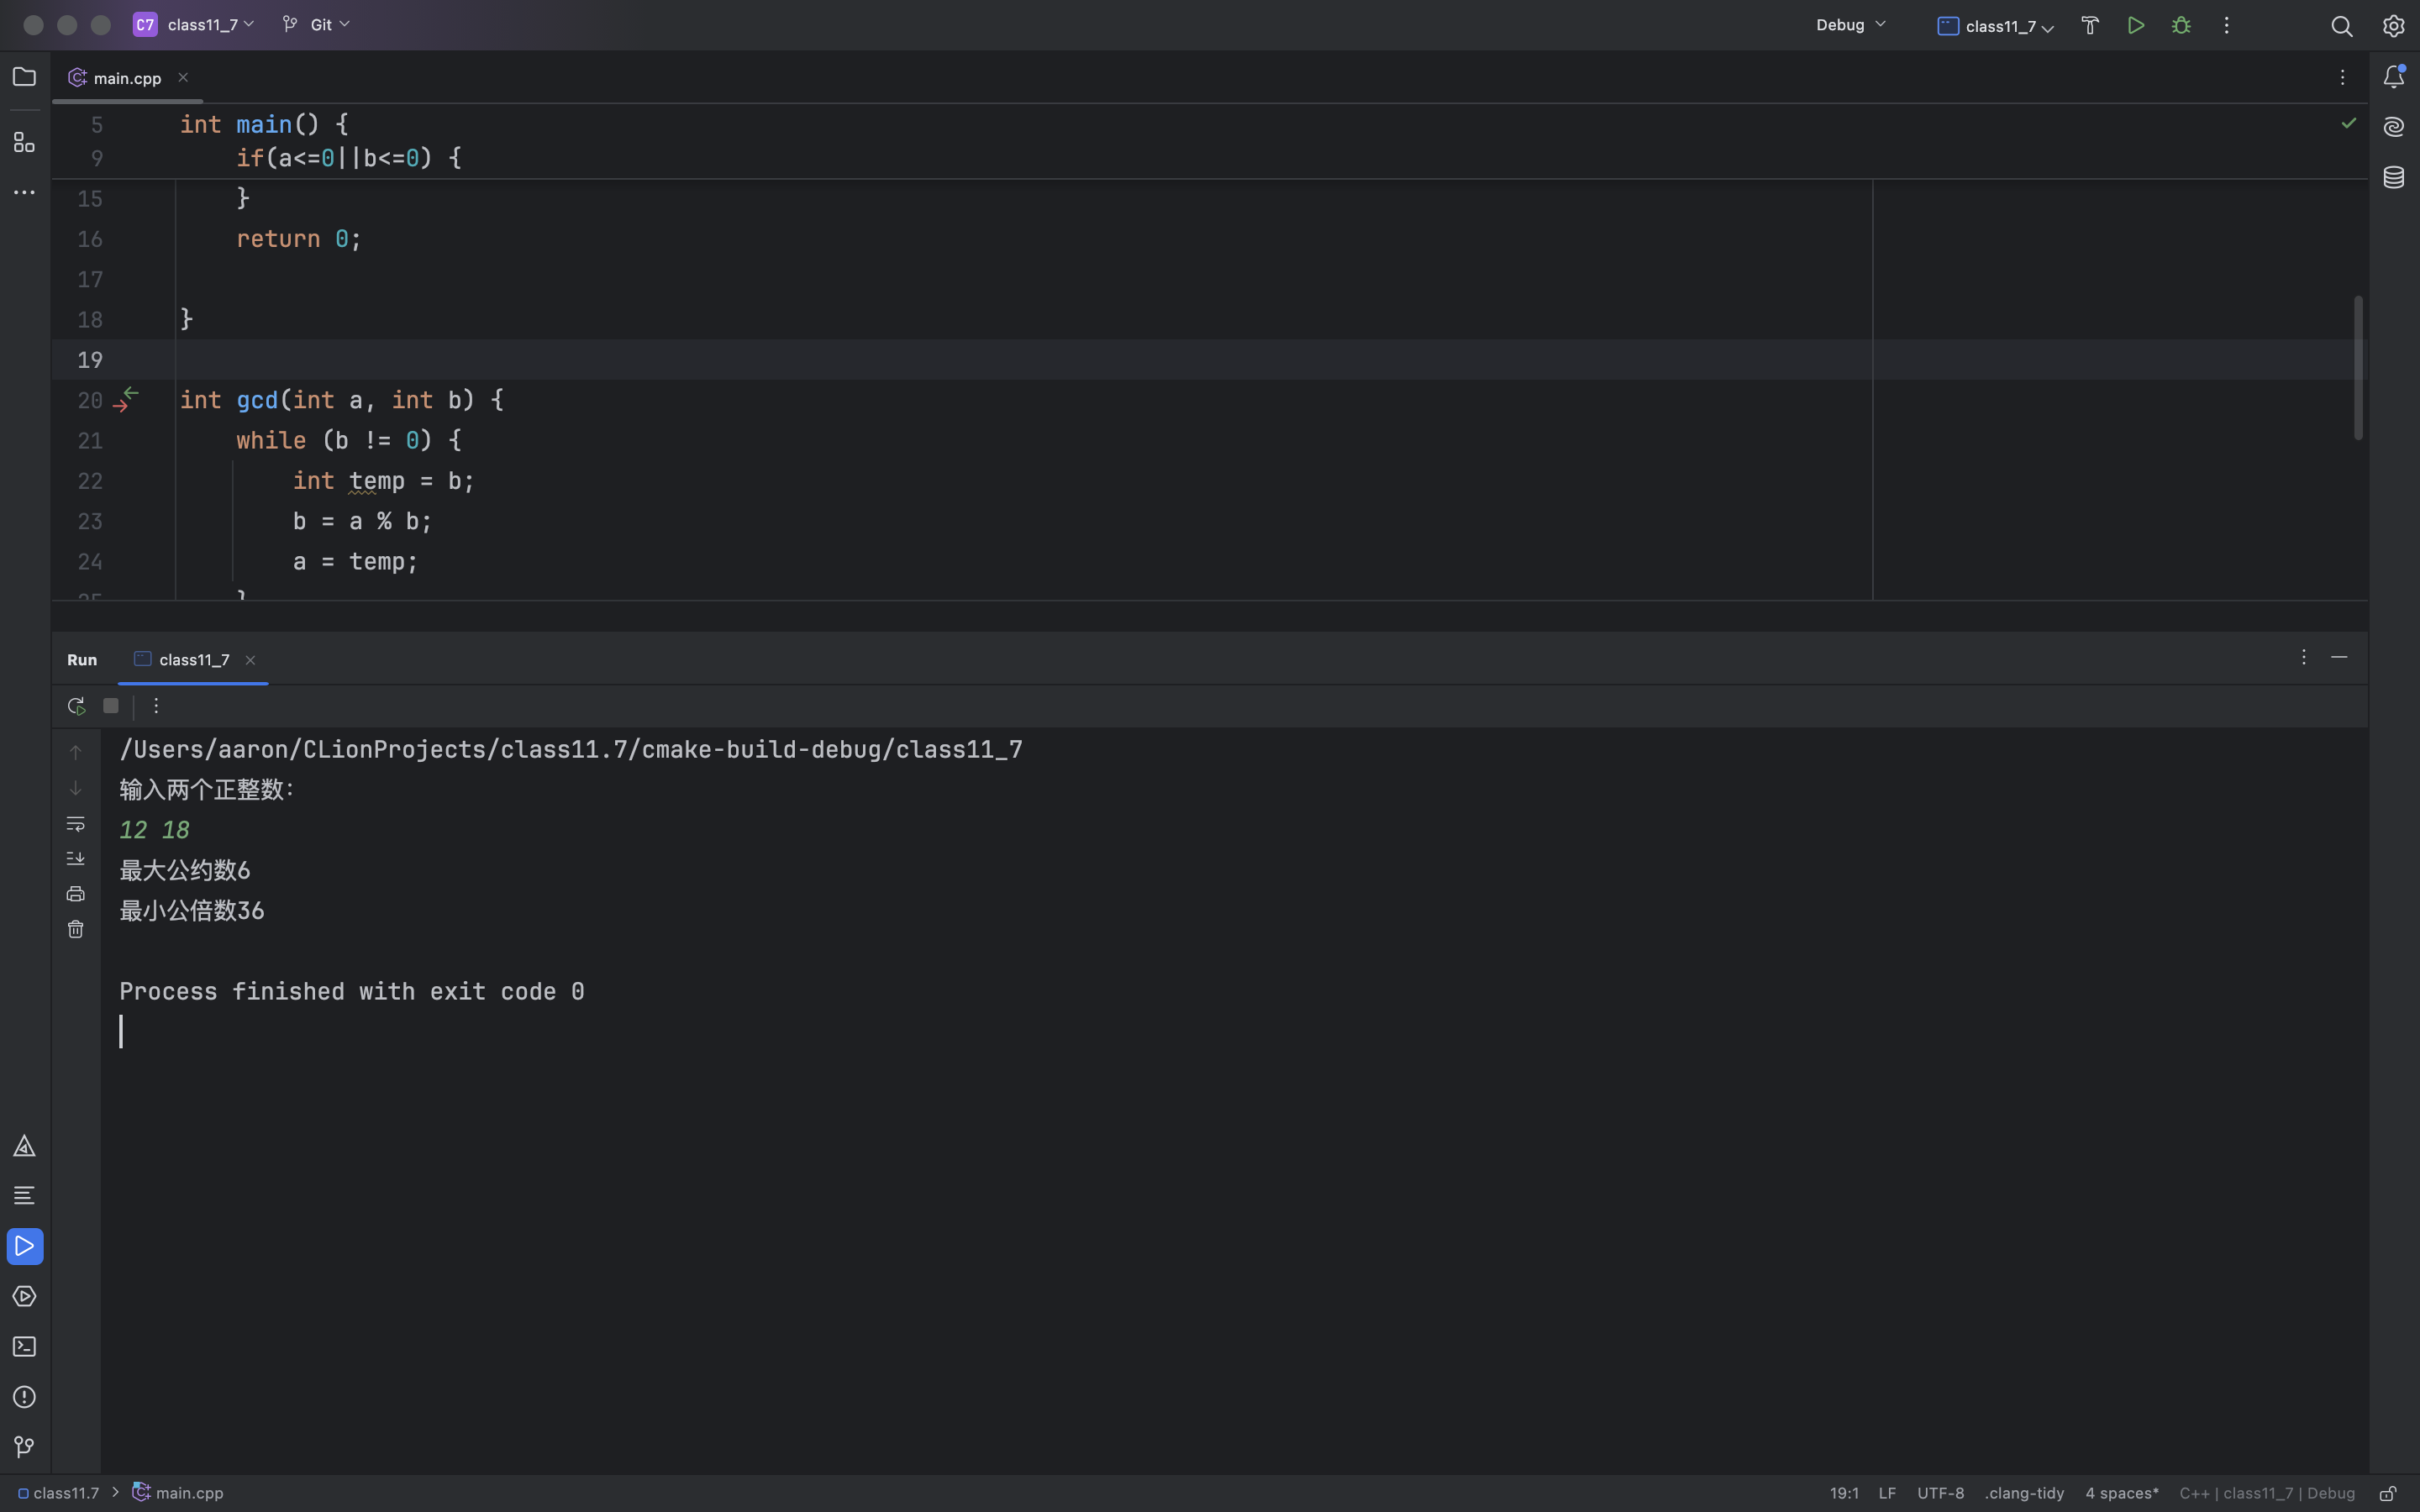 C7 class11_7 Git Debug class11_7
main.cpp
5 int main() {
9 if(a<=0||b<=0) {
15 }
16 return 0;
17
18 }
19
20 int gcd(int a, int b) {
21 while (b != 0) {
22 int temp = b;
23 b = a % b;
24 a = temp;
25 }
Run class11_7
/Users/aaron/CLionProjects/class11.7/cmake-build-debug/class11_7
输入两个正整数:
12 18
最大公约数6
最小公倍数36
Process finished with exit code 0
class11.7 main.cpp 19:1 LF UTF-8 .clang-tidy 4 spaces* C++ | class11_7 | Debug